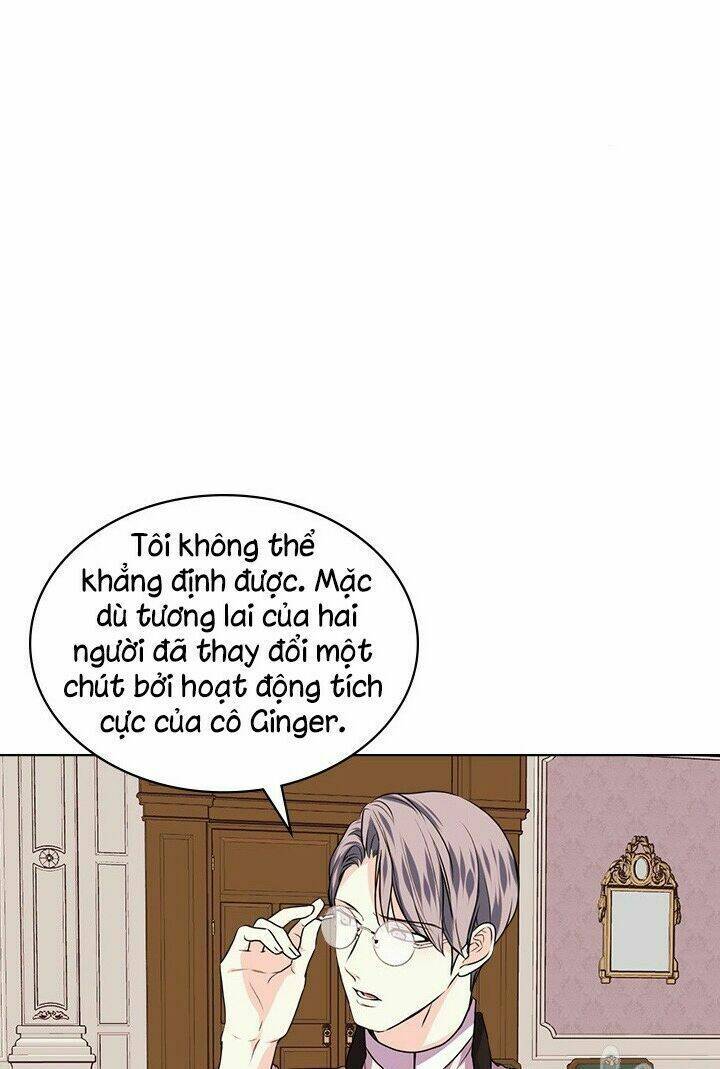 Tôi không thể
khẳng định được. Mặc
dù tương lai của hai
người đã thay đổi một
chút bởi hoạt động tích
cực của cô Ginger.